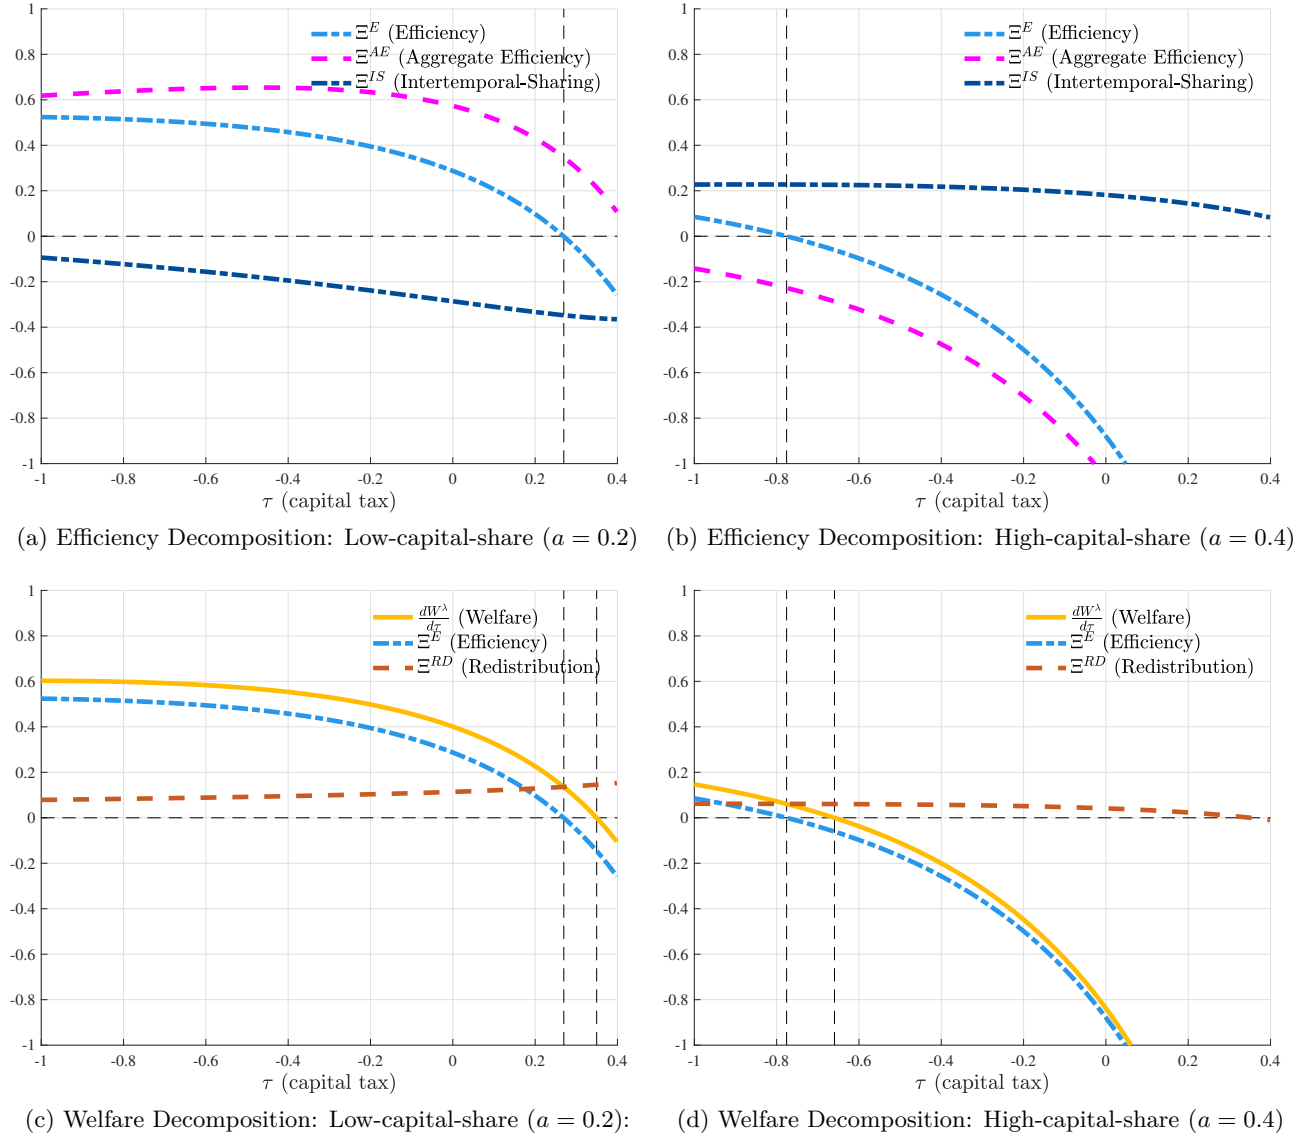 1
0.8
0.6
0.4
0.2
0
-0.2
-0.4
-0.6
-0.8
-1
Ξ^E (Efficiency)
Ξ^AE (Aggregate Efficiency)
Ξ^IS (Intertemporal-Sharing)
-1 -0.8 -0.6 -0.4 -0.2 0 0.2 0.4
τ (capital tax)
(a) Efficiency Decomposition: Low-capital-share (a = 0.2)
1
0.8
0.6
0.4
0.2
0
-0.2
-0.4
-0.6
-0.8
-1
Ξ^E (Efficiency)
Ξ^AE (Aggregate Efficiency)
Ξ^IS (Intertemporal-Sharing)
-1 -0.8 -0.6 -0.4 -0.2 0 0.2 0.4
τ (capital tax)
(b) Efficiency Decomposition: High-capital-share (a = 0.4)
1
0.8
0.6
0.4
0.2
0
-0.2
-0.4
-0.6
-0.8
-1
dW^λ/dτ (Welfare)
Ξ^E (Efficiency)
Ξ^RD (Redistribution)
-1 -0.8 -0.6 -0.4 -0.2 0 0.2 0.4
τ (capital tax)
(c) Welfare Decomposition: Low-capital-share (a = 0.2):
1
0.8
0.6
0.4
0.2
0
-0.2
-0.4
-0.6
-0.8
-1
dW^λ/dτ (Welfare)
Ξ^E (Efficiency)
Ξ^RD (Redistribution)
-1 -0.8 -0.6 -0.4 -0.2 0 0.2 0.4
τ (capital tax)
(d) Welfare Decomposition: High-capital-share (a = 0.4)